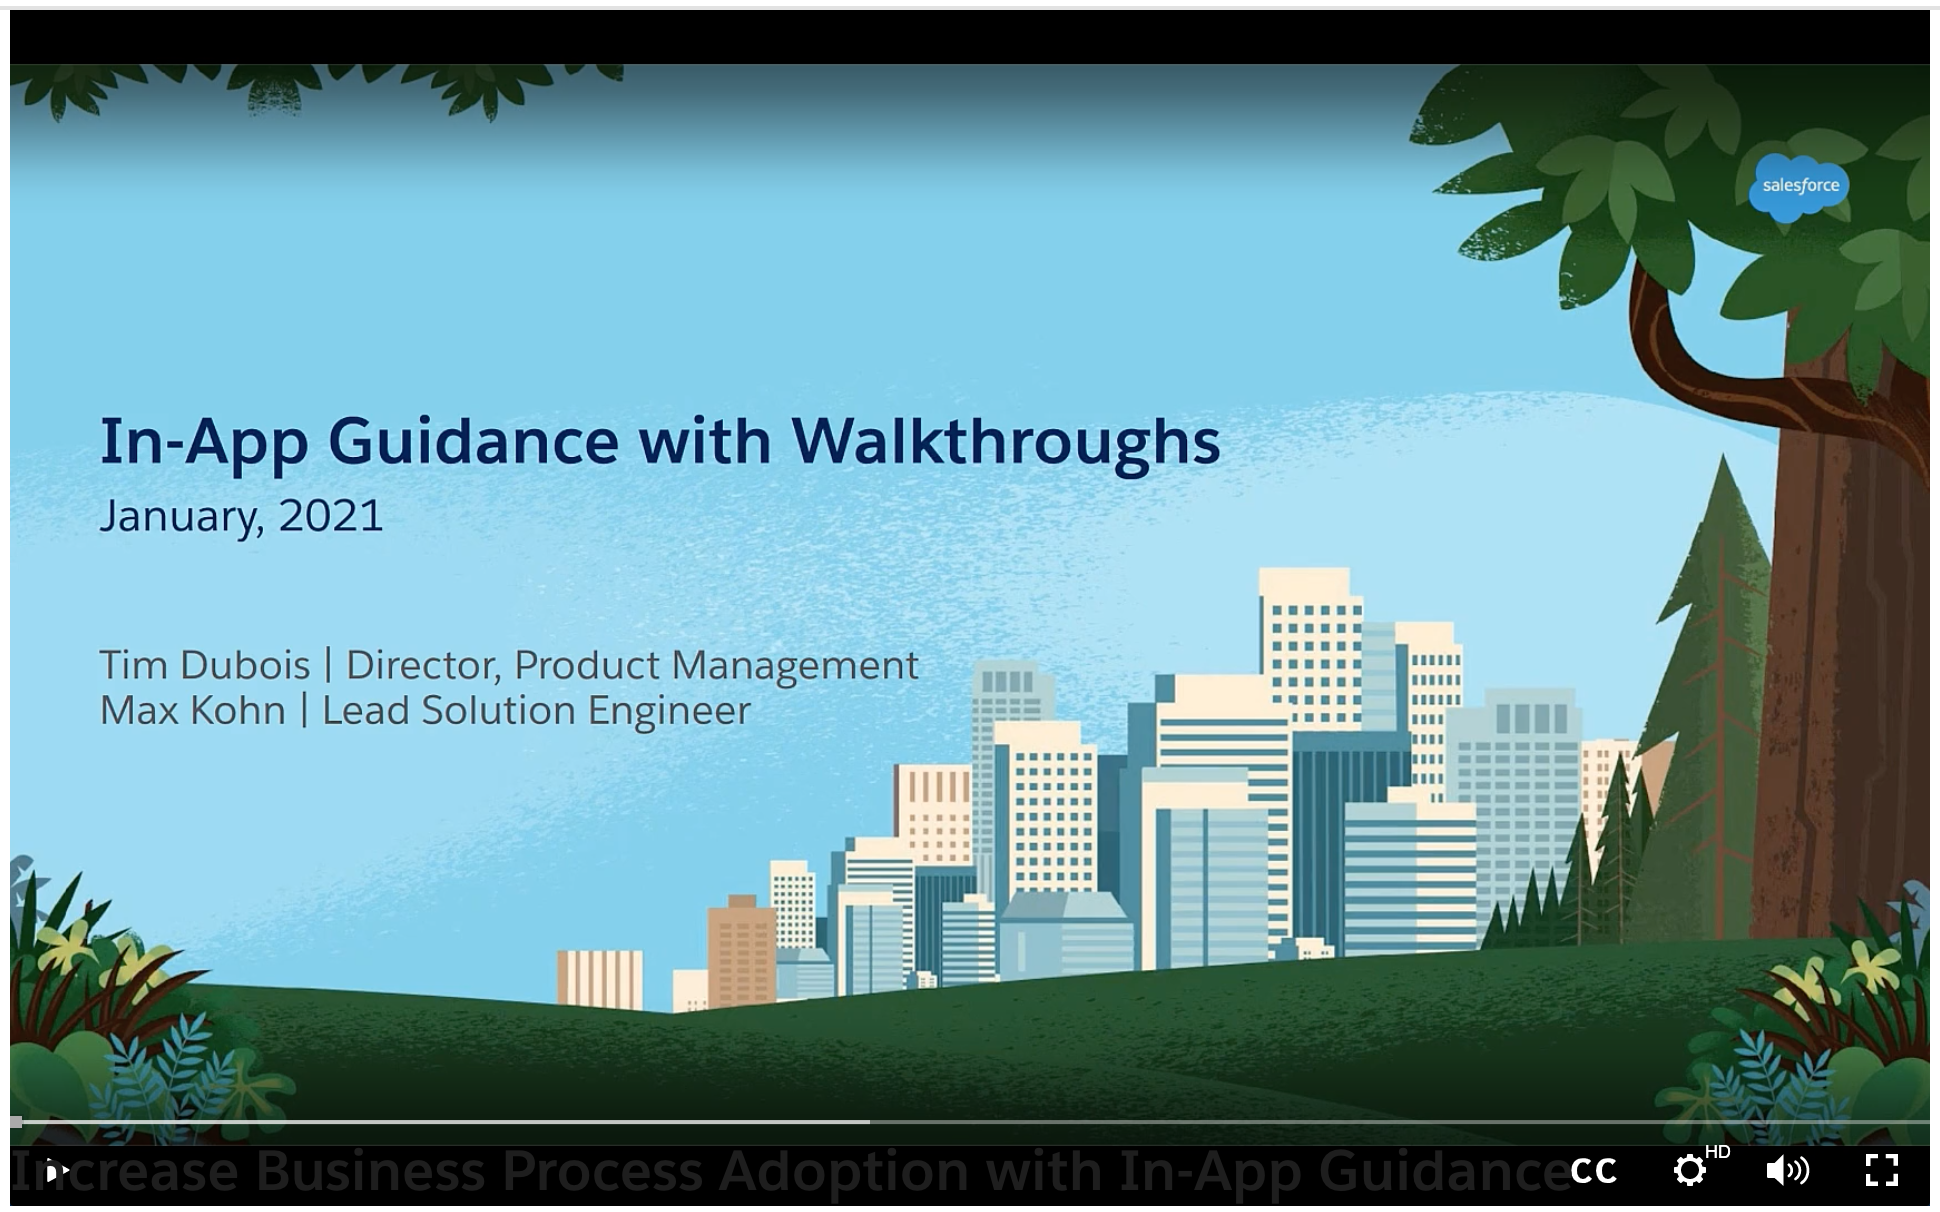 salesforce
In-App Guidance with Walkthroughs
January, 2021
Tim Dubois | Director, Product Management
Max Kohn | Lead Solution Engineer
Increase Business Process Adoption with In-App Guidance
CC
HD